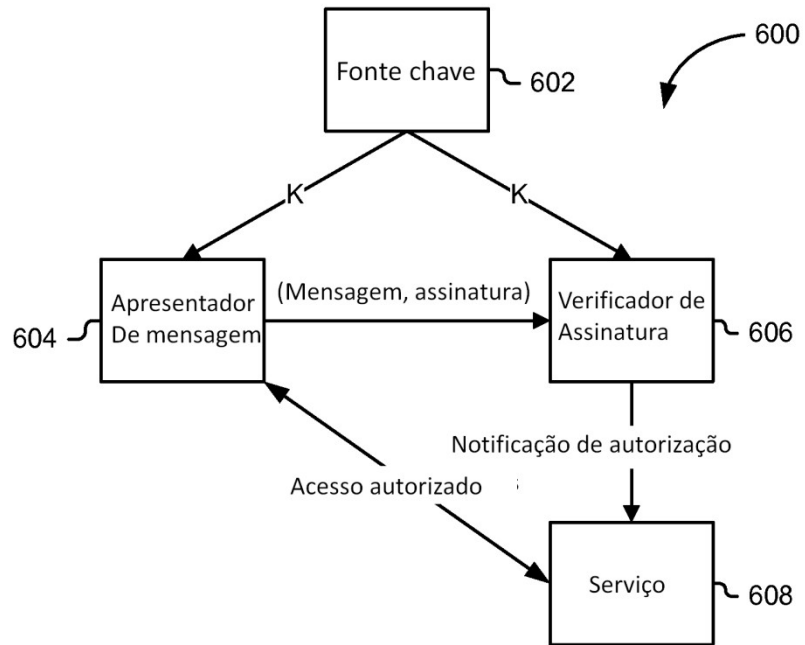 600
Fonte chave
602
K
K
(Mensagem, assinatura)
Apresentador
De mensagem
604
Verificador de
Assinatura
606
Notificação de autorização
Acesso autorizado
Serviço
608